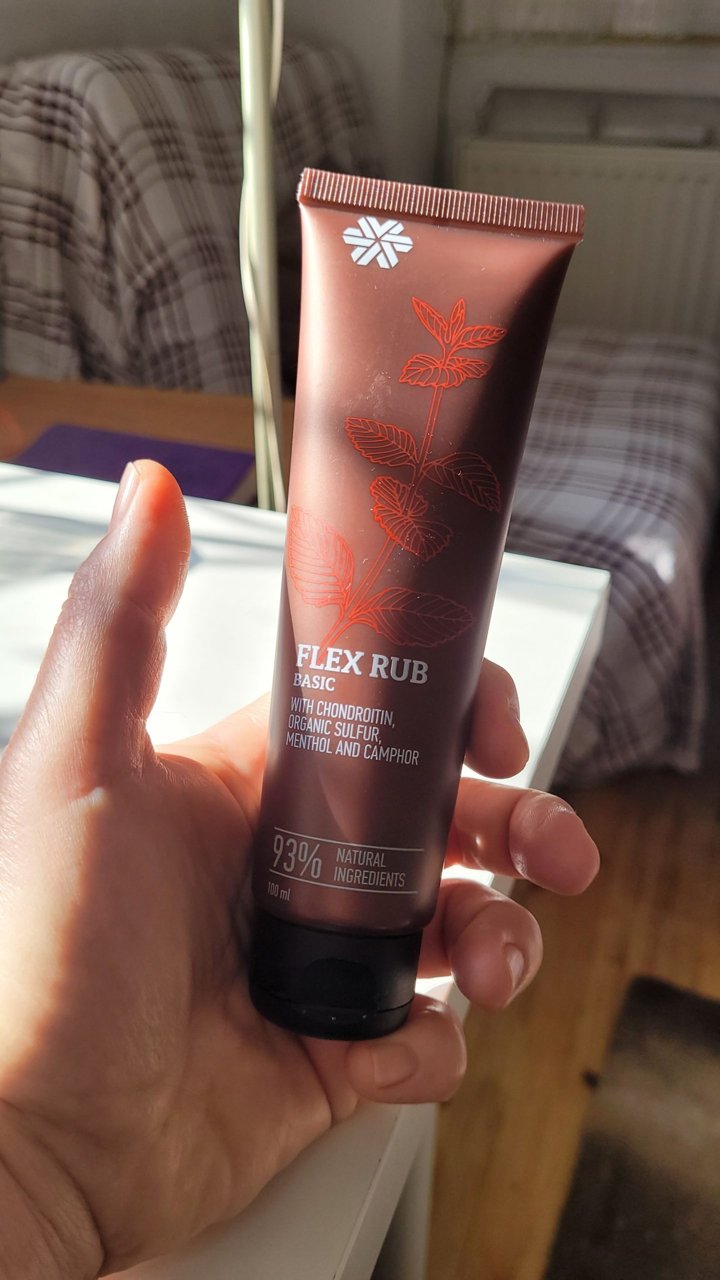 FLEX RUB
BASIC
WITH CHONDROITIN,
ORGANIC SULFUR,
MENTHOL AND CAMPHOR
93% NATURAL
INGREDIENTS
100 ml